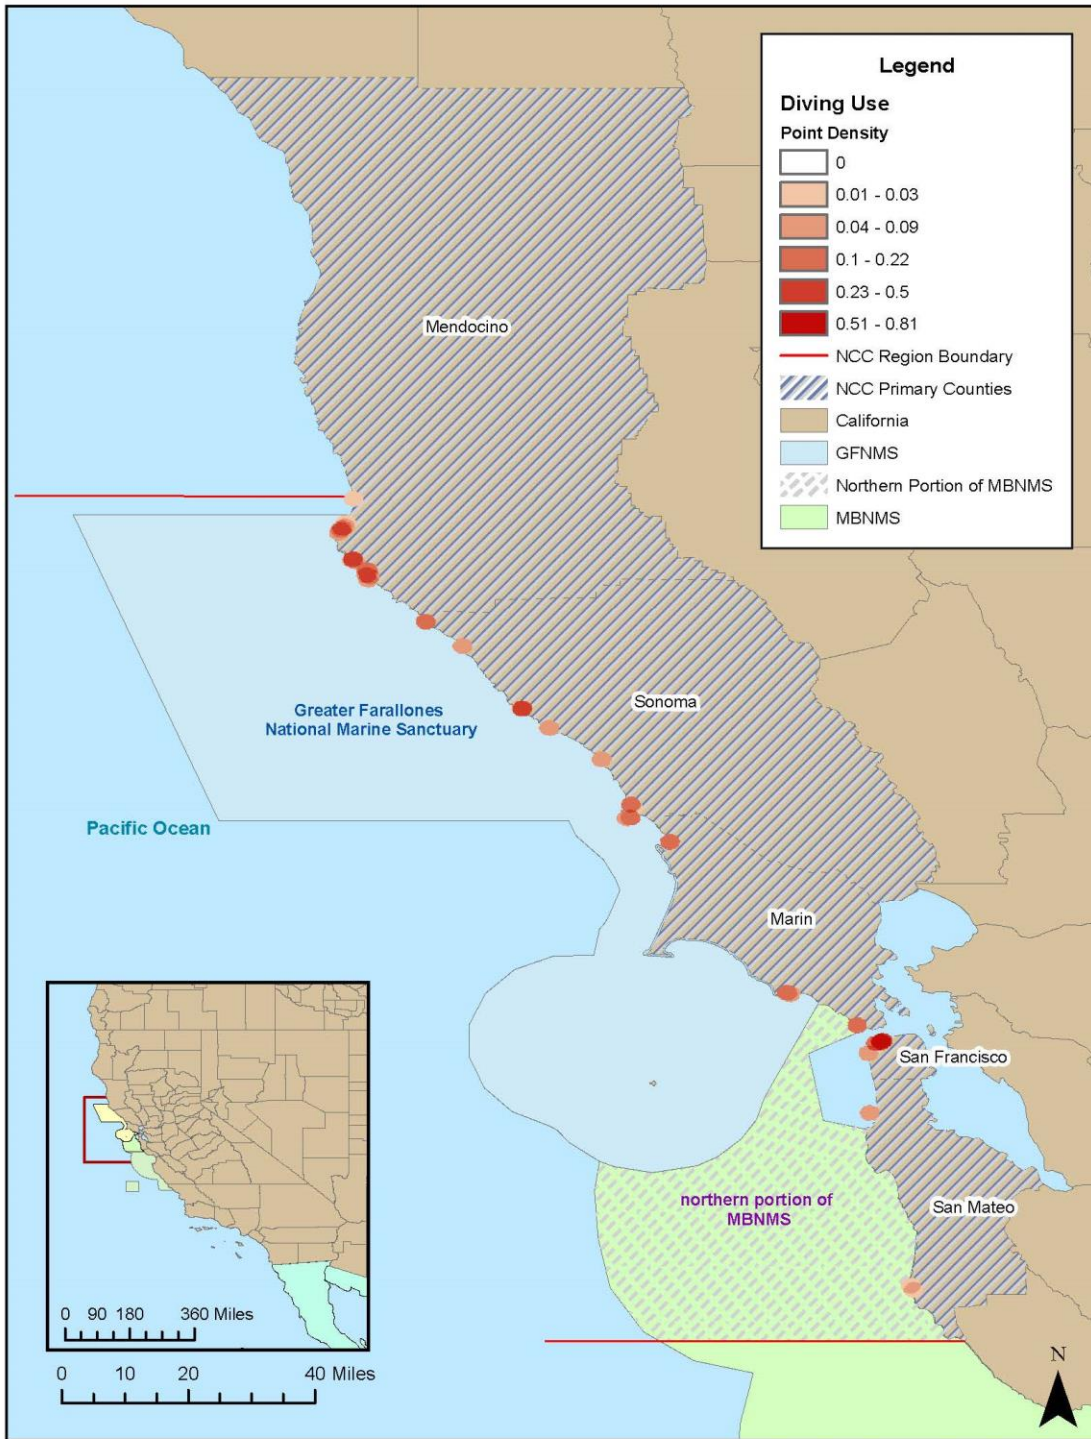 Legend
Diving Use
Point Density
0
0.01 - 0.03
0.04 - 0.09
0.1 - 0.22
0.23 - 0.5
0.51 - 0.81
NCC Region Boundary
NCC Primary Counties
California
GFNMS
Northern Portion of MBNMS
MBNMS
Mendocino
Sonoma
Greater Farallones
National Marine Sanctuary
Pacific Ocean
Marin
San Francisco
northern portion of
MBNMS
San Mateo
0 90 180 360 Miles
0 10 20 40 Miles
N